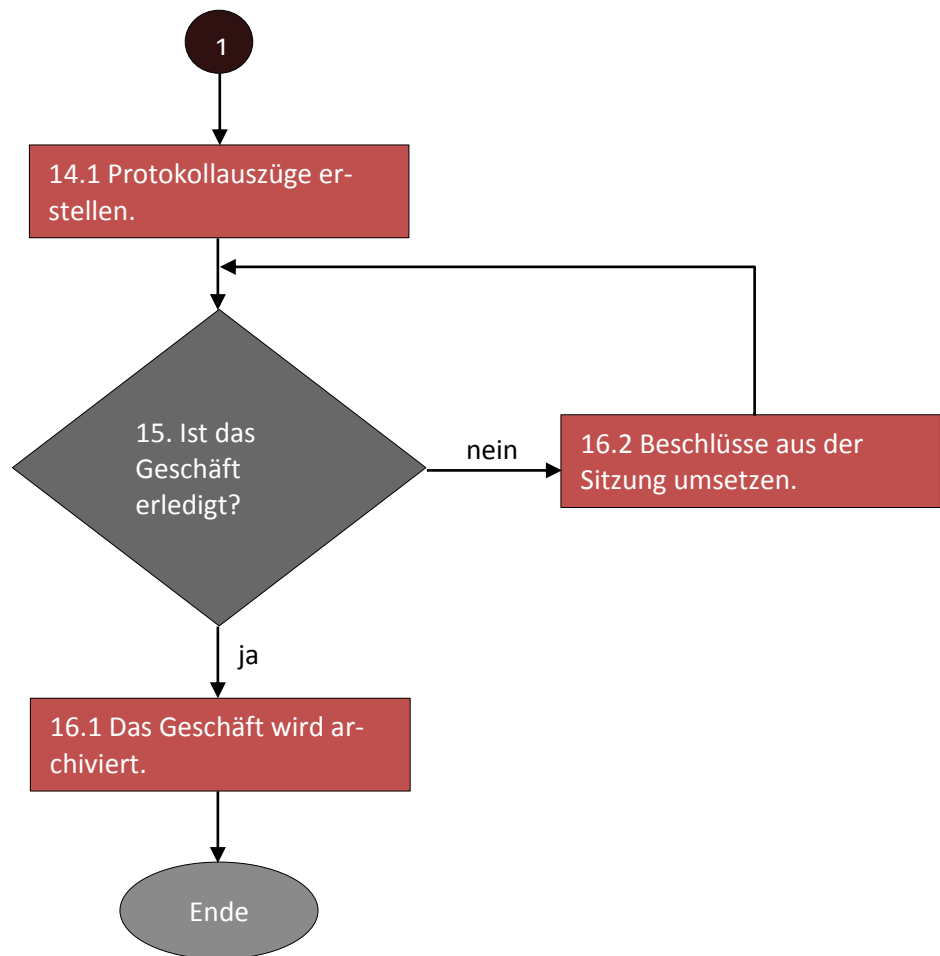 1
14.1 Protokollauszüge er-
stellen.
15. Ist das
Geschäft
erledigt?
nein
16.2 Beschlüsse aus der
Sitzung umsetzen.
ja
16.1 Das Geschäft wird ar-
chiviert.
Ende